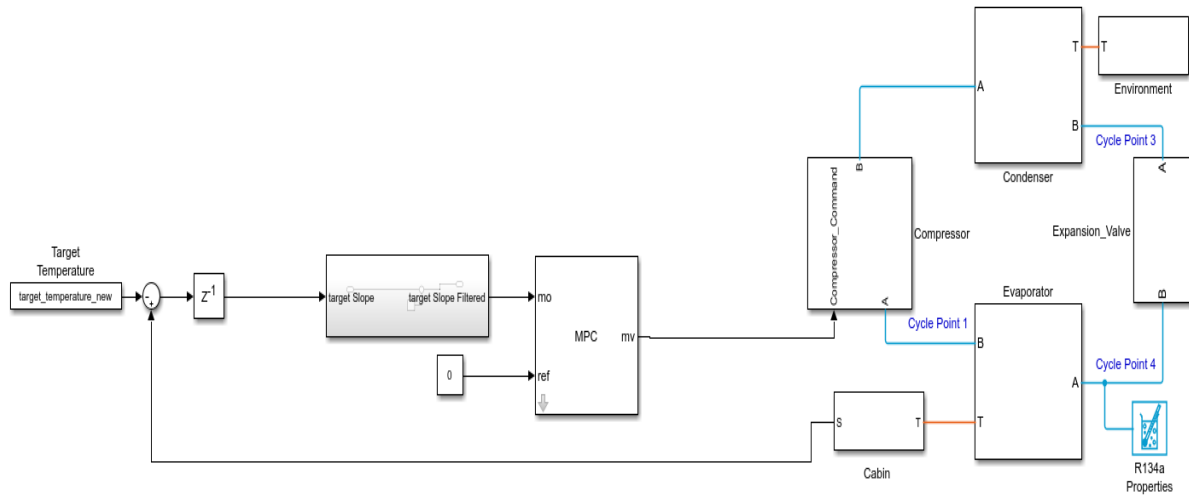 T
T
Environment
A
B
Cycle Point 3
Condenser
B
Compressor_Command
A
Compressor
A
Expansion_Valve
B
Target
Temperature
target_temperature_new
-
+
Z-1
target Slope
target Slope Filtered
mo
MPC
mv
ref
0
Cycle Point 1
Evaporator
B
A
T
Cycle Point 4
S
T
Cabin
R134a
Properties